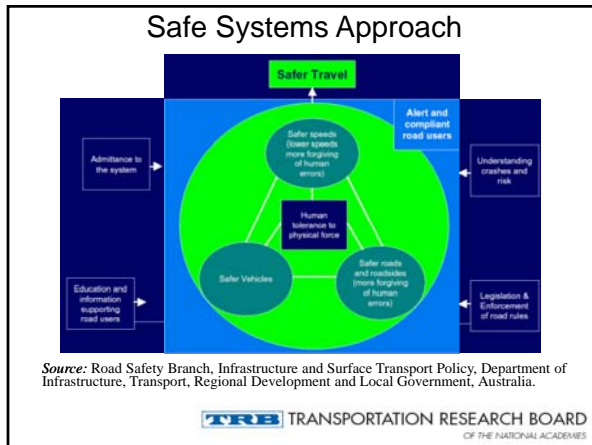 Safe Systems Approach
Safer Travel
Alert and
compliant
road users
Safer speeds
(lower speeds
more forgiving
of human
errors)
Admittance to
the system
Understanding
crashes and
risk
Human
tolerance to
physical force
Safer Vehicles
Safer roads
and roadsides
(more forgiving
of human
errors)
Education and
information
supporting
road users
Legislation &
Enforcement
of road rules
Source: Road Safety Branch, Infrastructure and Surface Transport Policy, Department of
Infrastructure, Transport, Regional Development and Local Government, Australia.
TRB TRANSPORTATION RESEARCH BOARD
OF THE NATIONAL ACADEMIES